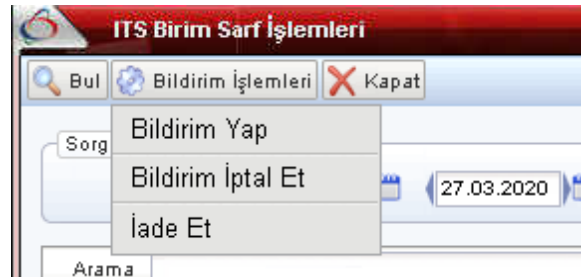 ITS Birim Sarf İşlemleri
Bul Bildirim İşlemleri Kapat
Bildirim Yap
Sorg
Bildirim İptal Et
27.03.2020
İade Et
Arama